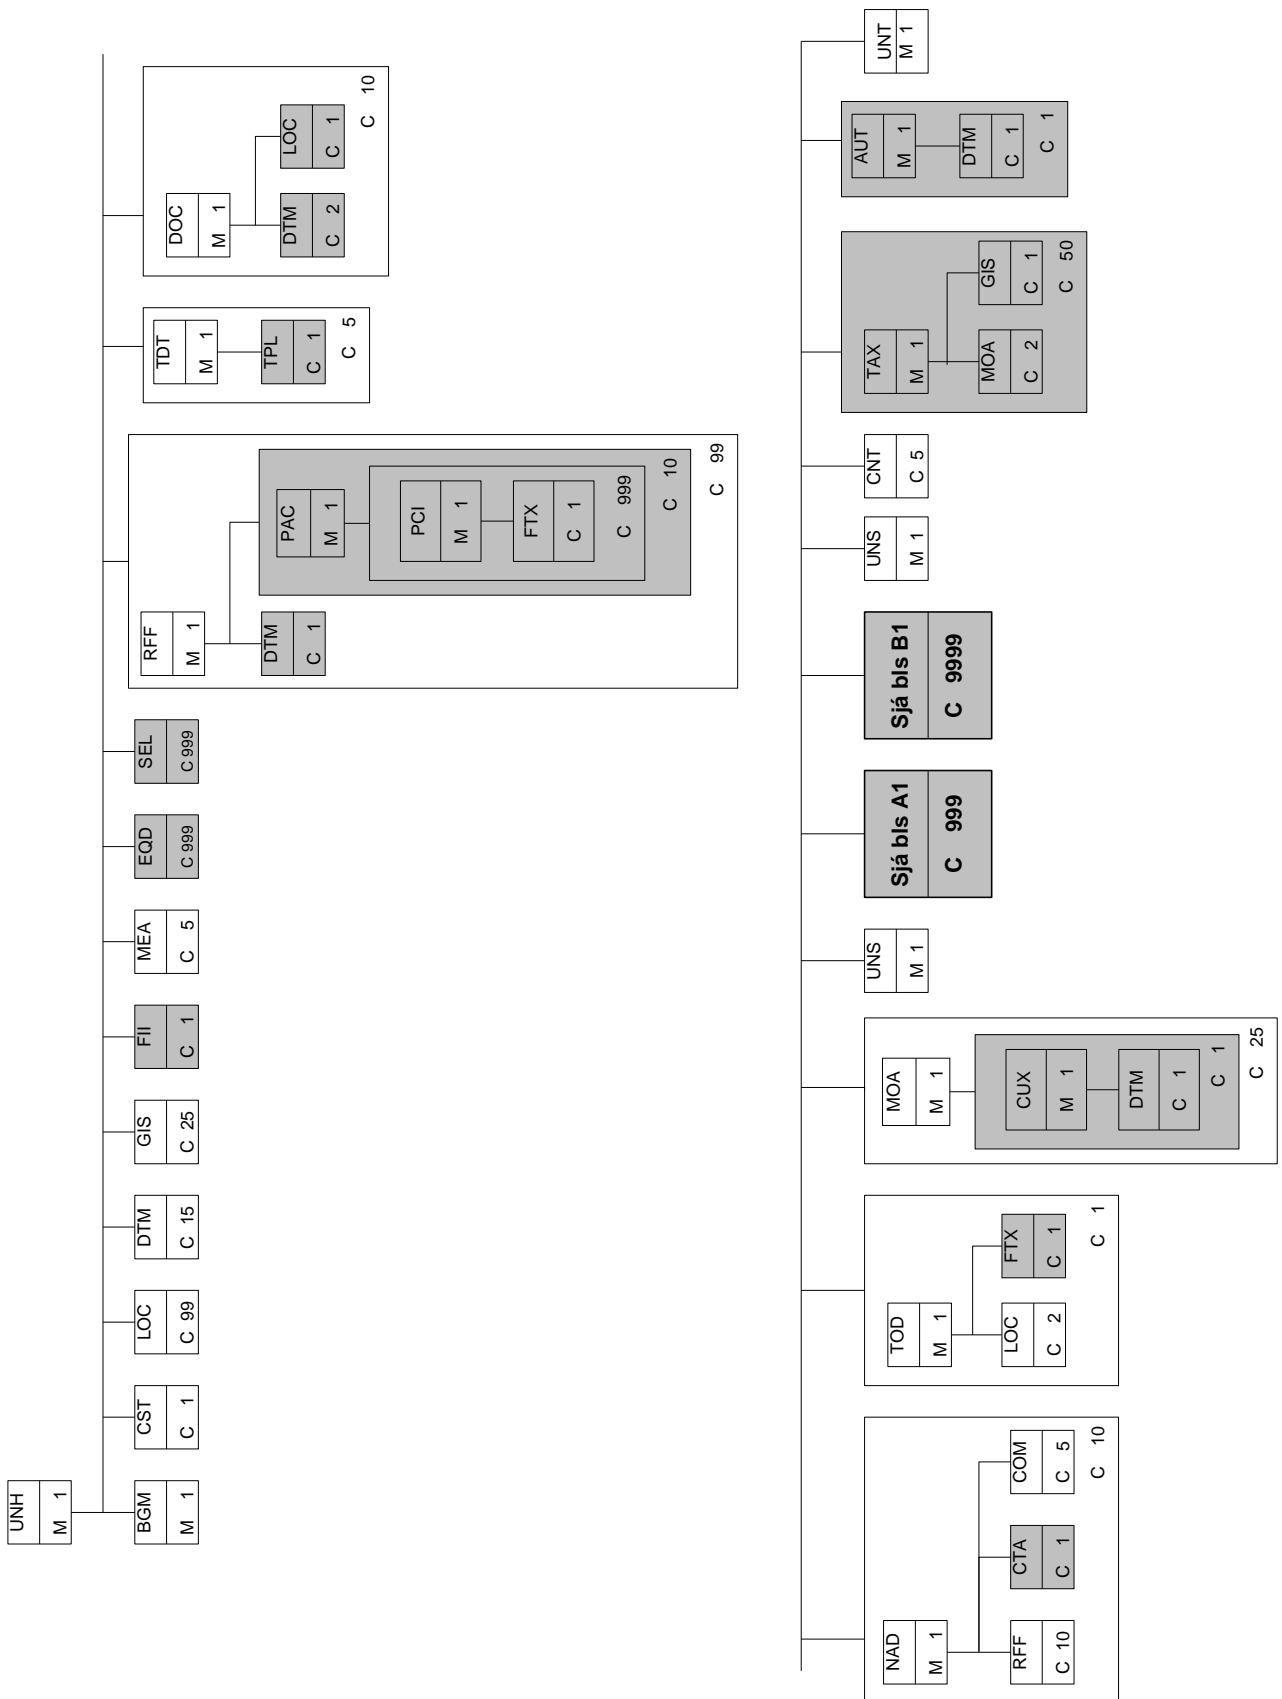 UNH
M 1
BGM
M 1
CST
C 1
LOC
C 99
DTM
C 15
GIS
C 25
FII
C 1
MEA
C 5
EQD
C 999
SEL
C 999
RFF
M 1
DTM
C 1
PAC
M 1
PCI
M 1
FTX
C 1
C 999
C 10
C 99
TDT
M 1
TPL
C 1
C 5
DOC
M 1
DTM
C 2
LOC
C 1
C 10
NAD
M 1
RFF
C 10
CTA
C 1
COM
C 5
C 10
TOD
M 1
LOC
C 2
FTX
C 1
C 1
MOA
M 1
CUX
M 1
DTM
C 1
C 1
C 25
UNS
M 1
Sjá bls A1
C 999
Sjá bls B1
C 9999
UNS
M 1
CNT
C 5
TAX
M 1
MOA
C 2
GIS
C 1
C 50
AUT
M 1
DTM
C 1
C 1
UNT
M 1